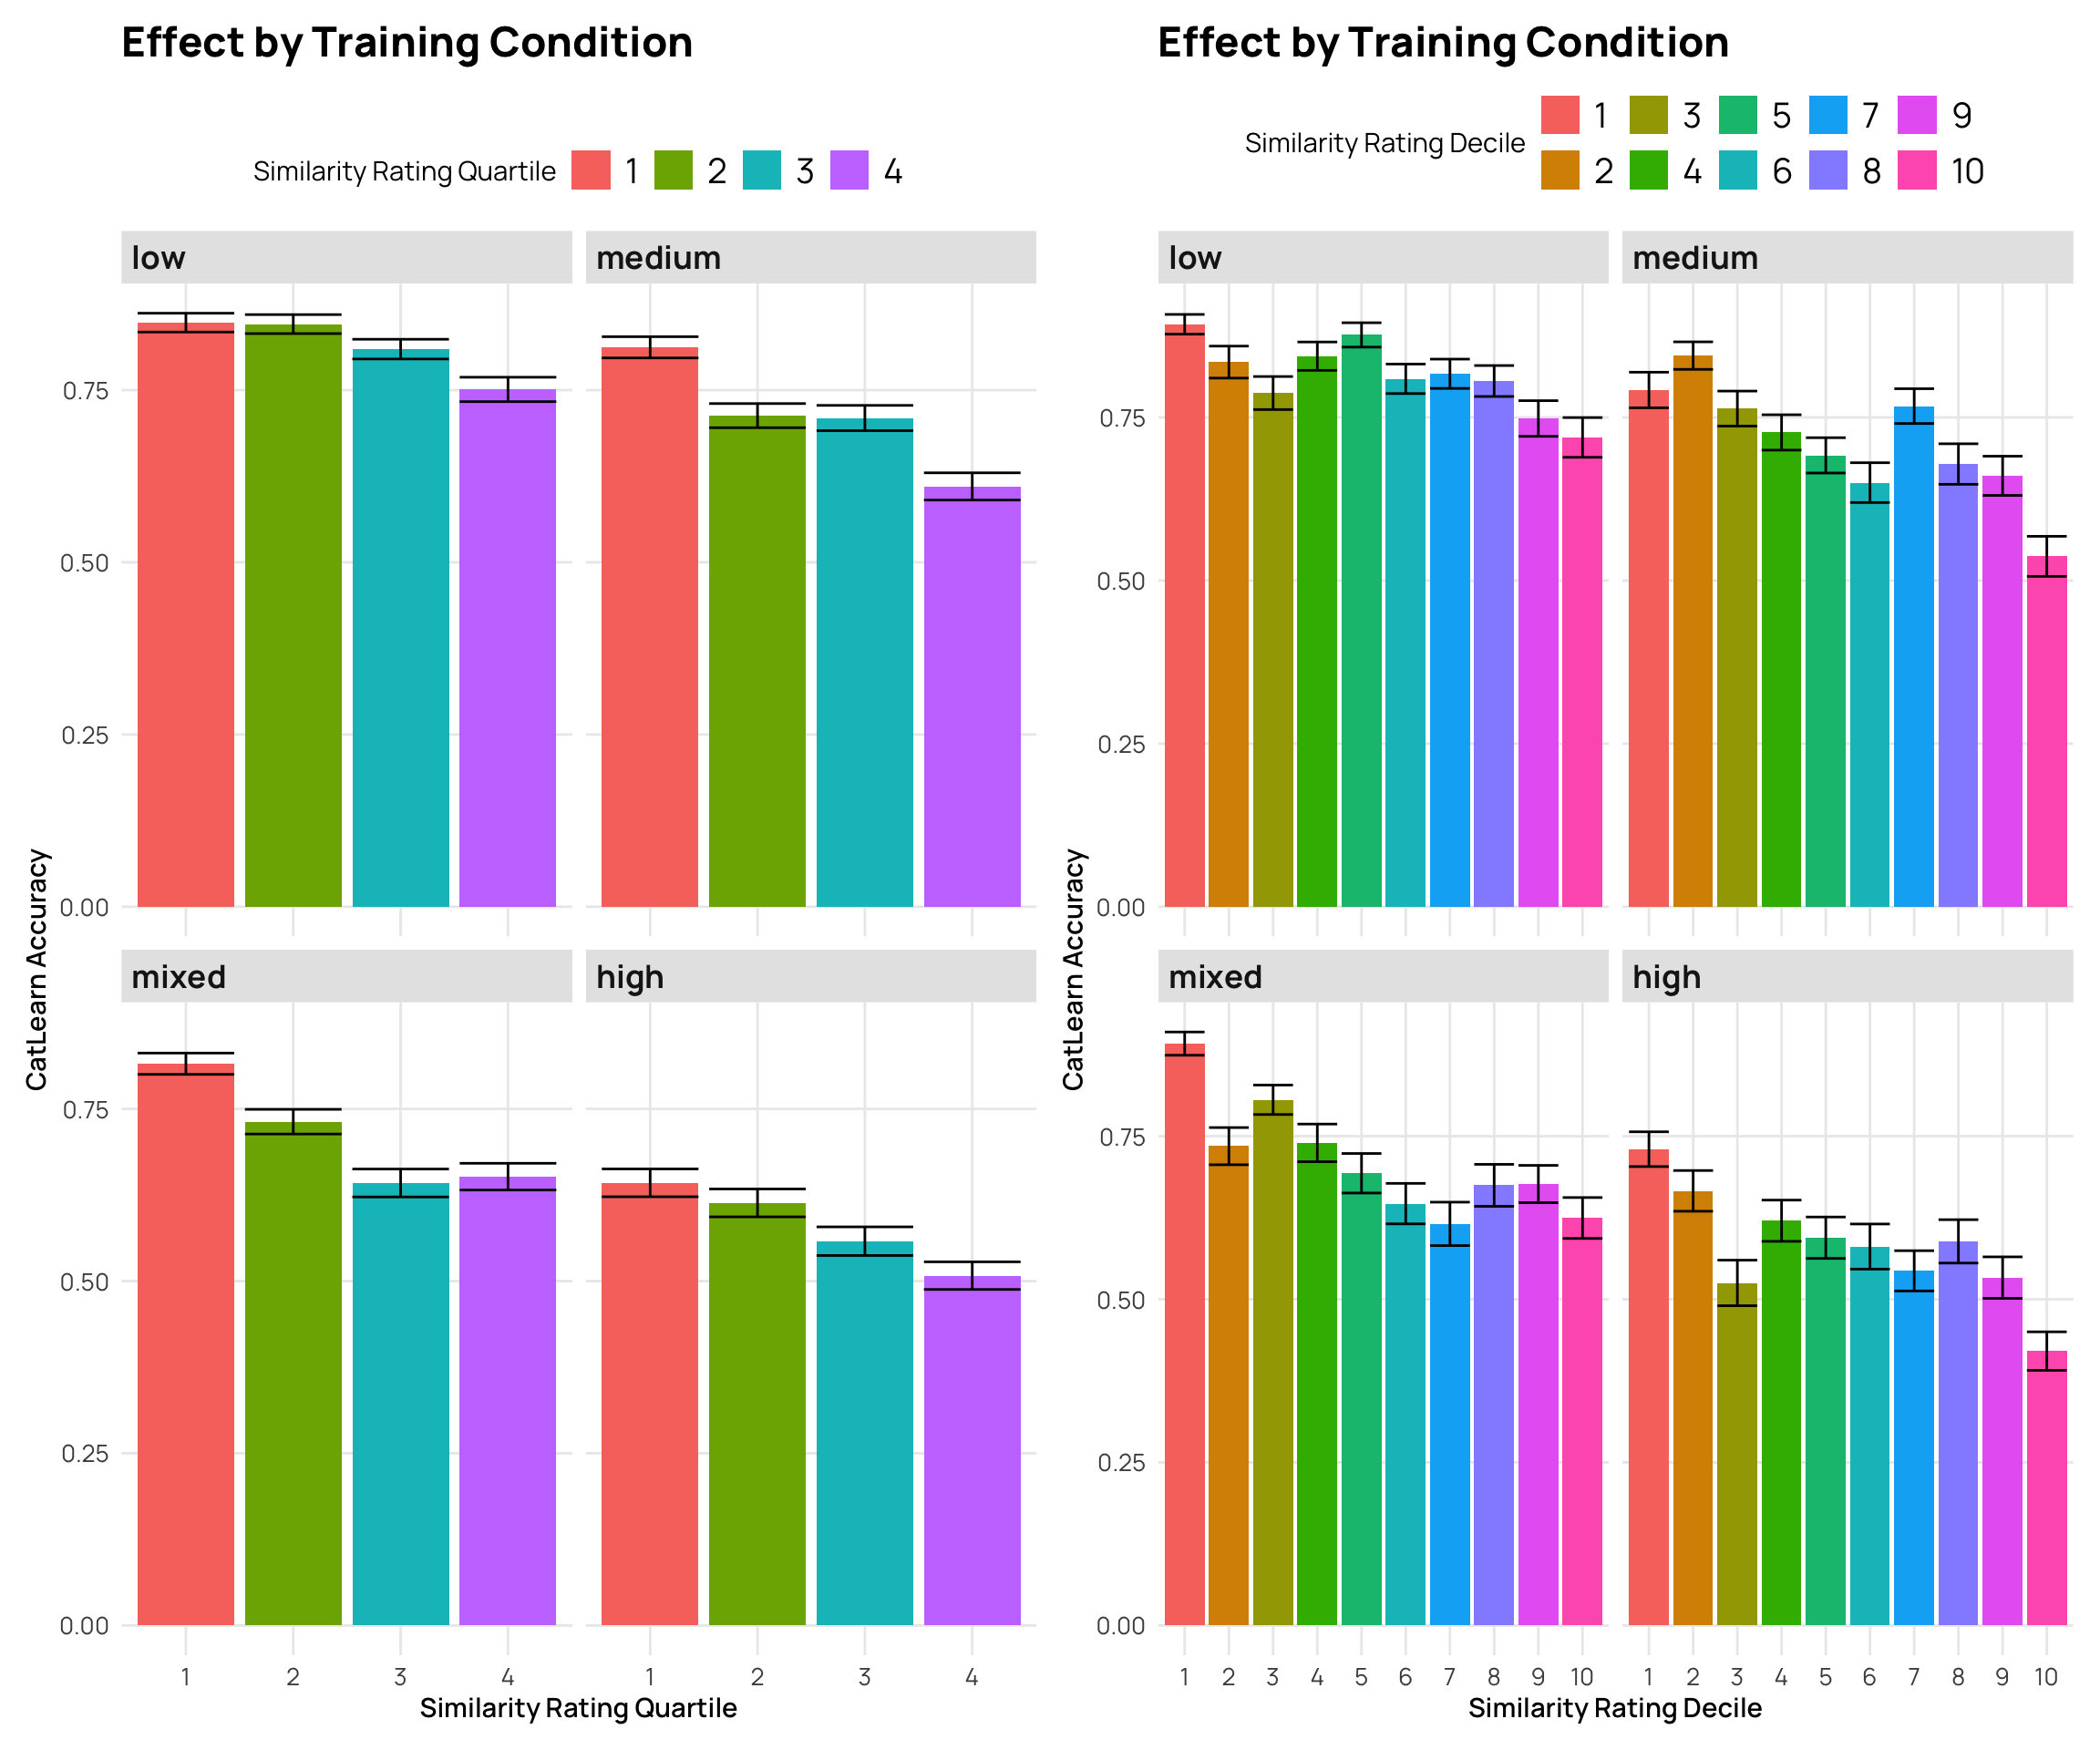 Effect by Training Condition
Similarity Rating Quartile 1 2 3 4
low medium
0.75
0.50
0.25
0.00
mixed high
0.75
0.50
0.25
0.00
1 2 3 4 1 2 3 4
Similarity Rating Quartile
CatLearn Accuracy
Effect by Training Condition
Similarity Rating Decile
1 3 5 7 9
2 4 6 8 10
low medium
0.75
0.50
0.25
0.00
mixed high
0.75
0.50
0.25
0.00
1 2 3 4 5 6 7 8 9 10 1 2 3 4 5 6 7 8 9 10
Similarity Rating Decile
CatLearn Accuracy